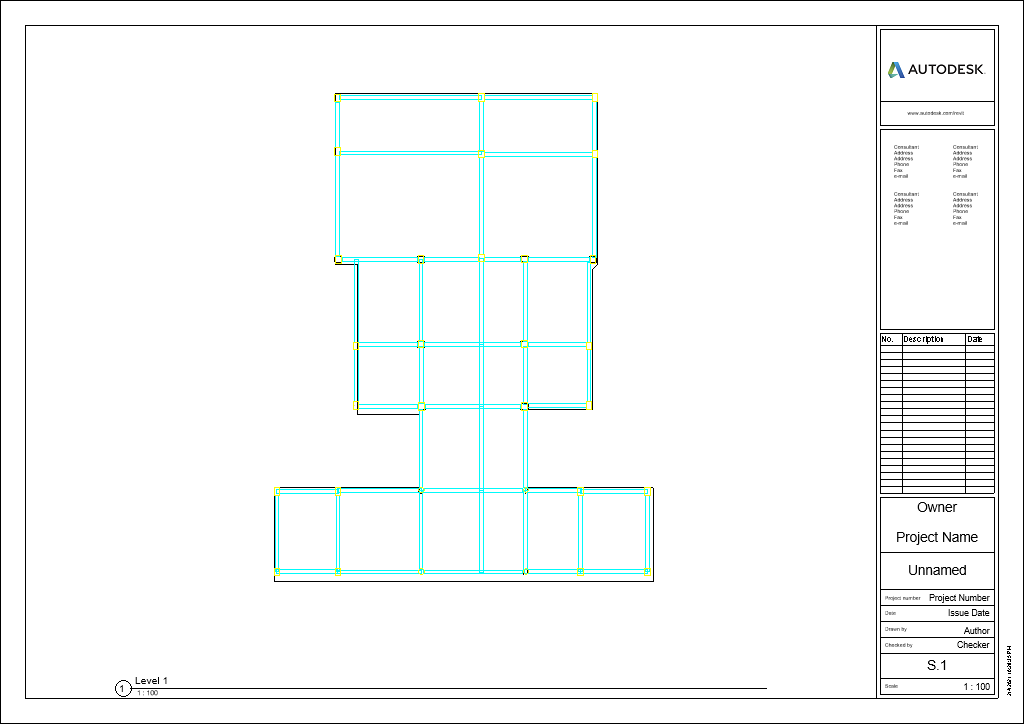 AUTODESK.
www.autodesk.com/revit
Consultant
Address
Address
Phone
Fax
e-mail
Consultant
Address
Address
Phone
Fax
e-mail
Consultant
Address
Address
Phone
Fax
e-mail
Consultant
Address
Address
Phone
Fax
e-mail
No. Description Date
Owner
Project Name
Unnamed
Project number Project Number
Date Issue Date
Drawn by Author
Checked by Checker
S.1
Scale 1 : 100
1 Level 1
1 : 100